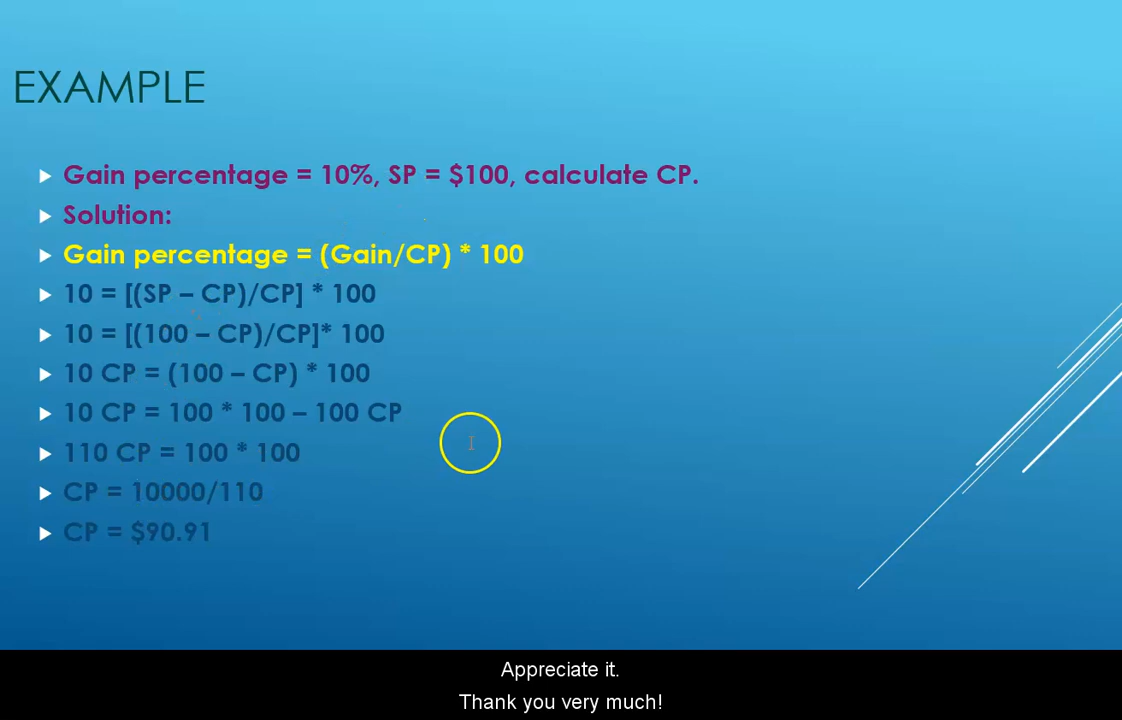 EXAMPLE
Gain percentage = 10%, SP = $100, calculate CP.
Solution:
Gain percentage = (Gain/CP) * 100
10 = [(SP – CP)/CP] * 100
10 = [(100 – CP)/CP]* 100
10 CP = (100 – CP) * 100
10 CP = 100 * 100 – 100 CP
110 CP = 100 * 100
CP = 10000/110
CP = $90.91
Appreciate it.
Thank you very much!